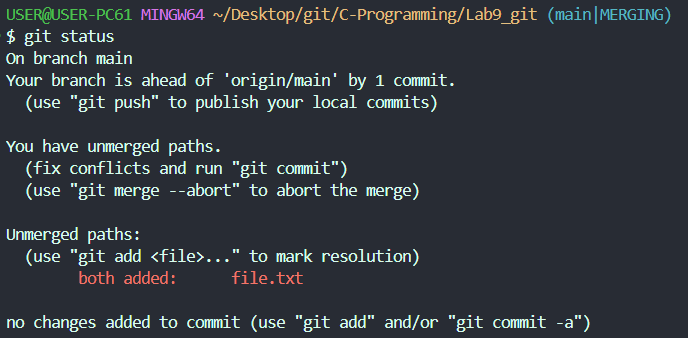 USER@USER-PC61 MINGW64 ~/Desktop/git/C-Programming/Lab9_git (main|MERGING)
$ git status
On branch main
Your branch is ahead of 'origin/main' by 1 commit.
  (use "git push" to publish your local commits)

You have unmerged paths.
  (fix conflicts and run "git commit")
  (use "git merge --abort" to abort the merge)

Unmerged paths:
  (use "git add <file>..." to mark resolution)
        both added:      file.txt

no changes added to commit (use "git add" and/or "git commit -a")